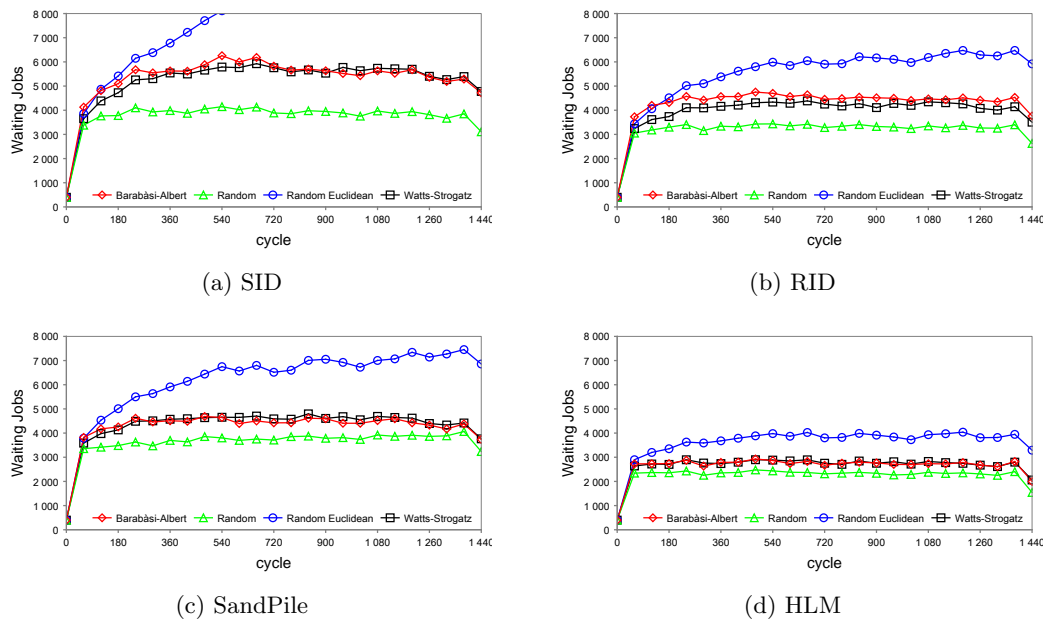 8 000
7 000
6 000
5 000
4 000
3 000
2 000
1 000
0
Waiting Jobs
Barabàsi-Albert Random Random Euclidean Watts-Strogatz
0 180 360 540 720 900 1 080 1 260 1 440
cycle
(a) SID
8 000
7 000
6 000
5 000
4 000
3 000
2 000
1 000
0
Waiting Jobs
Barabàsi-Albert Random Random Euclidean Watts-Strogatz
0 180 360 540 720 900 1 080 1 260 1 440
cycle
(b) RID
8 000
7 000
6 000
5 000
4 000
3 000
2 000
1 000
0
Waiting Jobs
Barabàsi-Albert Random Random Euclidean Watts-Strogatz
0 180 360 540 720 900 1 080 1 260 1 440
cycle
(c) SandPile
8 000
7 000
6 000
5 000
4 000
3 000
2 000
1 000
0
Waiting Jobs
Barabàsi-Albert Random Random Euclidean Watts-Strogatz
0 180 360 540 720 900 1 080 1 260 1 440
cycle
(d) HLM